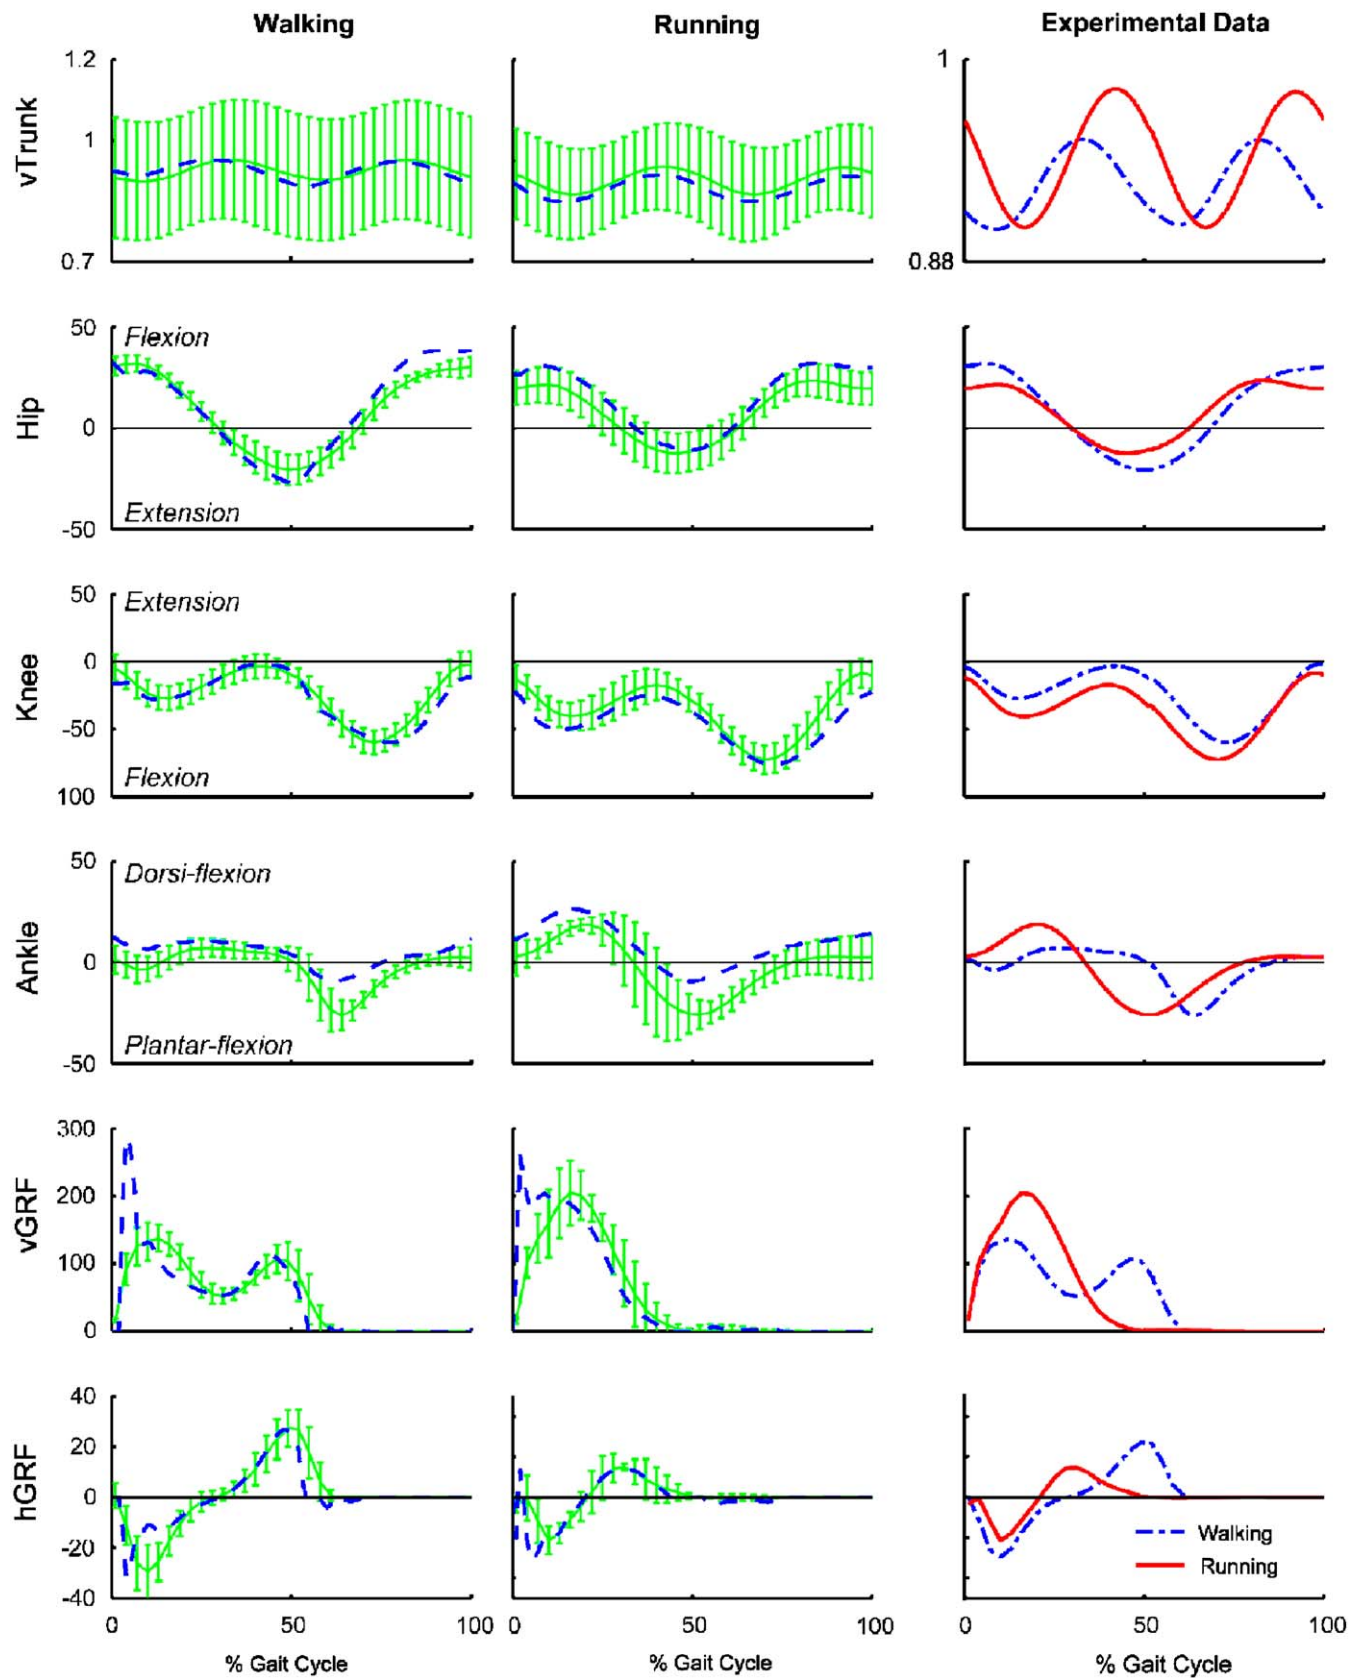 Walking Running Experimental Data
vTrunk
1.2
1
0.7
1
0.88
Hip
50
0
-50
Flexion
Extension
Knee
50
0
-50
100
Extension
Flexion
Ankle
50
0
-50
Dorsi-flexion
Plantar-flexion
vGRF
300
200
100
0
hGRF
40
20
0
-20
-40
Walking
Running
0 50 100 0 50 100 0 50 100
% Gait Cycle % Gait Cycle % Gait Cycle